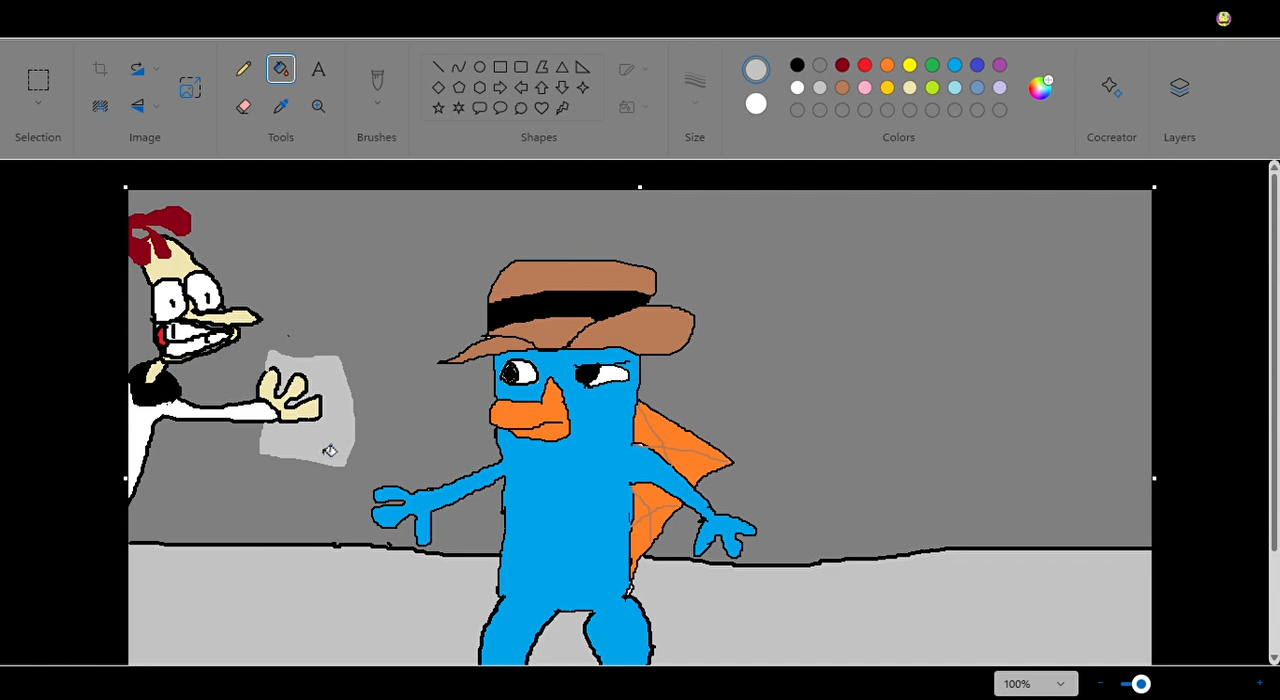 A
Selection
Image
Tools
Brushes
Shapes
Size
Colors
Cocreator
Layers
100%